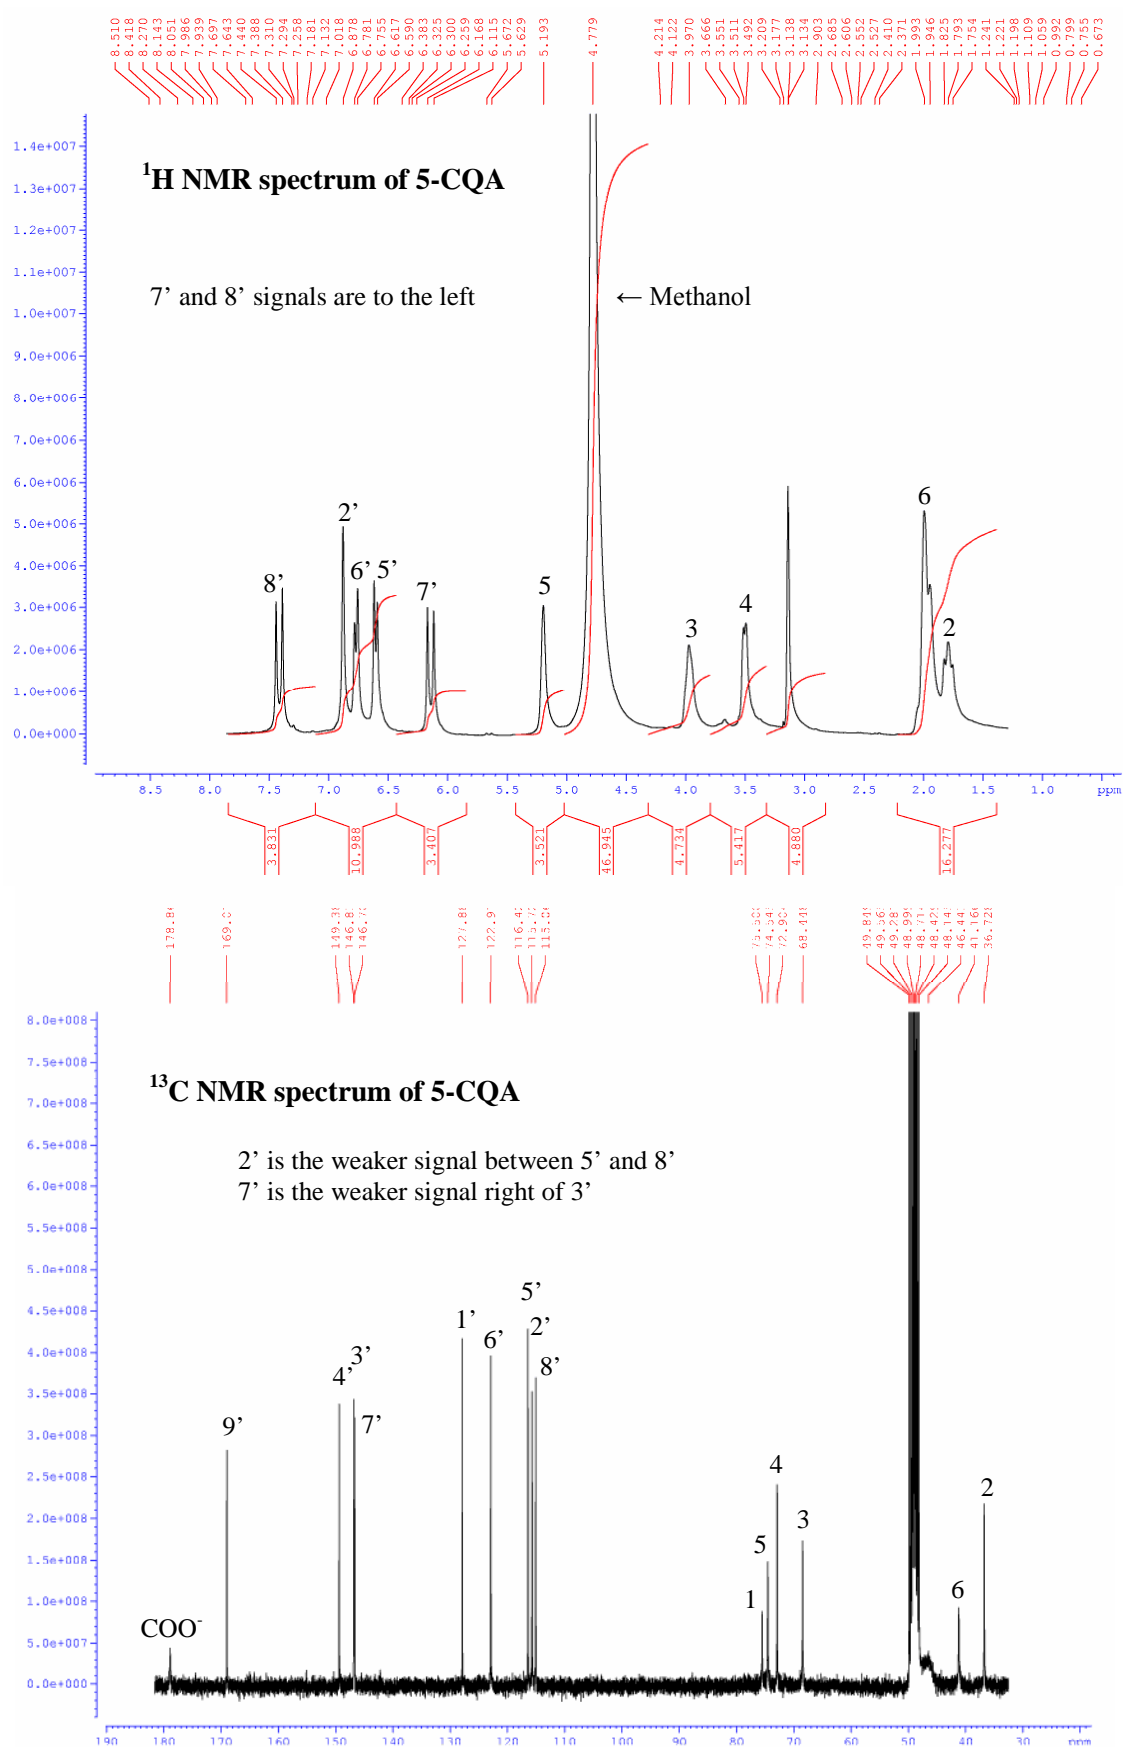 8.510 8.418 8.270 8.143 8.051 7.986 7.939 7.697 7.643 7.440 7.388 7.310 7.294 7.258 7.181 7.132 7.018 6.878 6.781 6.755 6.617 6.590 6.383 6.325 6.300 6.259 6.168 6.115 5.672 5.629 5.193 4.779 4.214 4.122 3.970 3.666 3.551 3.511 3.492 3.209 3.177 3.138 3.134 2.903 2.685 2.606 2.552 2.527 2.410 2.371 1.993 1.946 1.825 1.793 1.754 1.241 1.221 1.198 1.109 1.059 0.992 0.799 0.755 0.673
1.4e+007
¹H NMR spectrum of 5-CQA
1.3e+007
1.2e+007
1.1e+007
7’ and 8’ signals are to the left
← Methanol
1.0e+007
9.0e+006
8.0e+006
7.0e+006
6.0e+006
5.0e+006
4.0e+006
3.0e+006
2.0e+006
1.0e+006
0.0e+000
8’ 2’ 6’ 5’ 7’ 5 3 4 6 2
8.5 8.0 7.5 7.0 6.5 6.0 5.5 5.0 4.5 4.0 3.5 3.0 2.5 2.0 1.5 1.0 ppm
3.831 10.988 3.407 3.521 46.945 4.734 5.417 4.880 16.277
68.448 41.166 36.728
8.0e+008
7.5e+008
¹³C NMR spectrum of 5-CQA
7.0e+008
6.5e+008
2’ is the weaker signal between 5’ and 8’
7’ is the weaker signal right of 3’
6.0e+008
5.5e+008
5.0e+008
4.5e+008
4.0e+008
3.5e+008
3.0e+008
2.5e+008
2.0e+008
1.5e+008
1.0e+008
5.0e+007
0.0e+000
COO⁻ 9’ 4’ 3’ 7’ 1’ 6’ 5’ 2’ 8’ 1 5 4 3 6 2
190 180 170 160 150 140 130 120 110 100 90 80 70 60 50 40 30 ppm